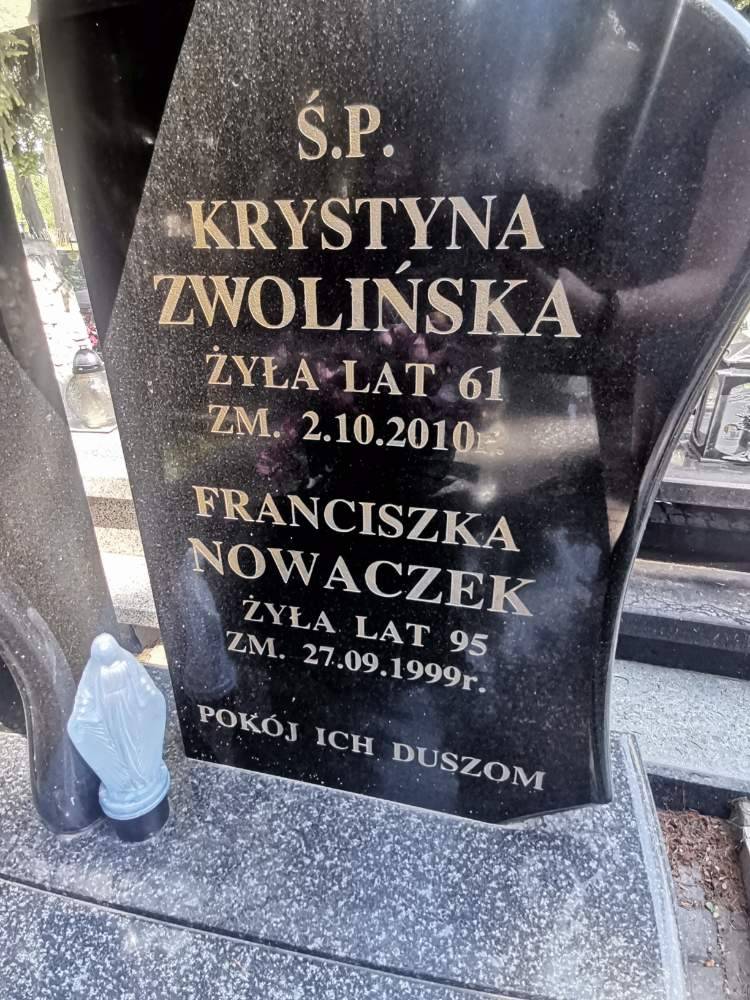 Ś.P.
KRYSTYNA
ZWOLIŃSKA
ŻYŁA LAT 61
ZM. 2.10.2010r.
FRANCISZKA
NOWACZEK
ŻYŁA LAT 95
ZM. 27.09.1999r.
POKÓJ ICH DUSZOM